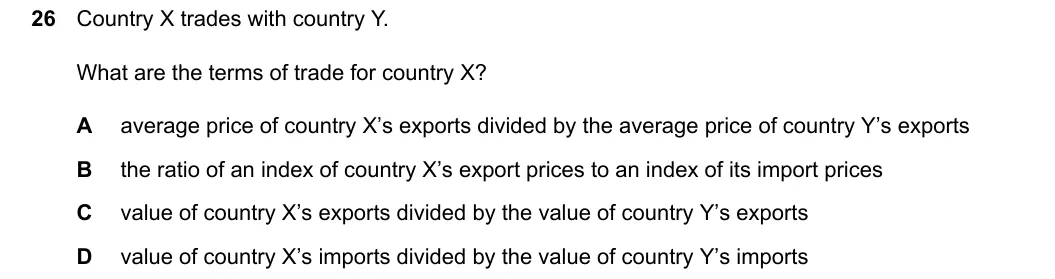 26 Country X trades with country Y.
What are the terms of trade for country X?
A average price of country X’s exports divided by the average price of country Y’s exports
B the ratio of an index of country X’s export prices to an index of its import prices
C value of country X’s exports divided by the value of country Y’s exports
D value of country X’s imports divided by the value of country Y’s imports